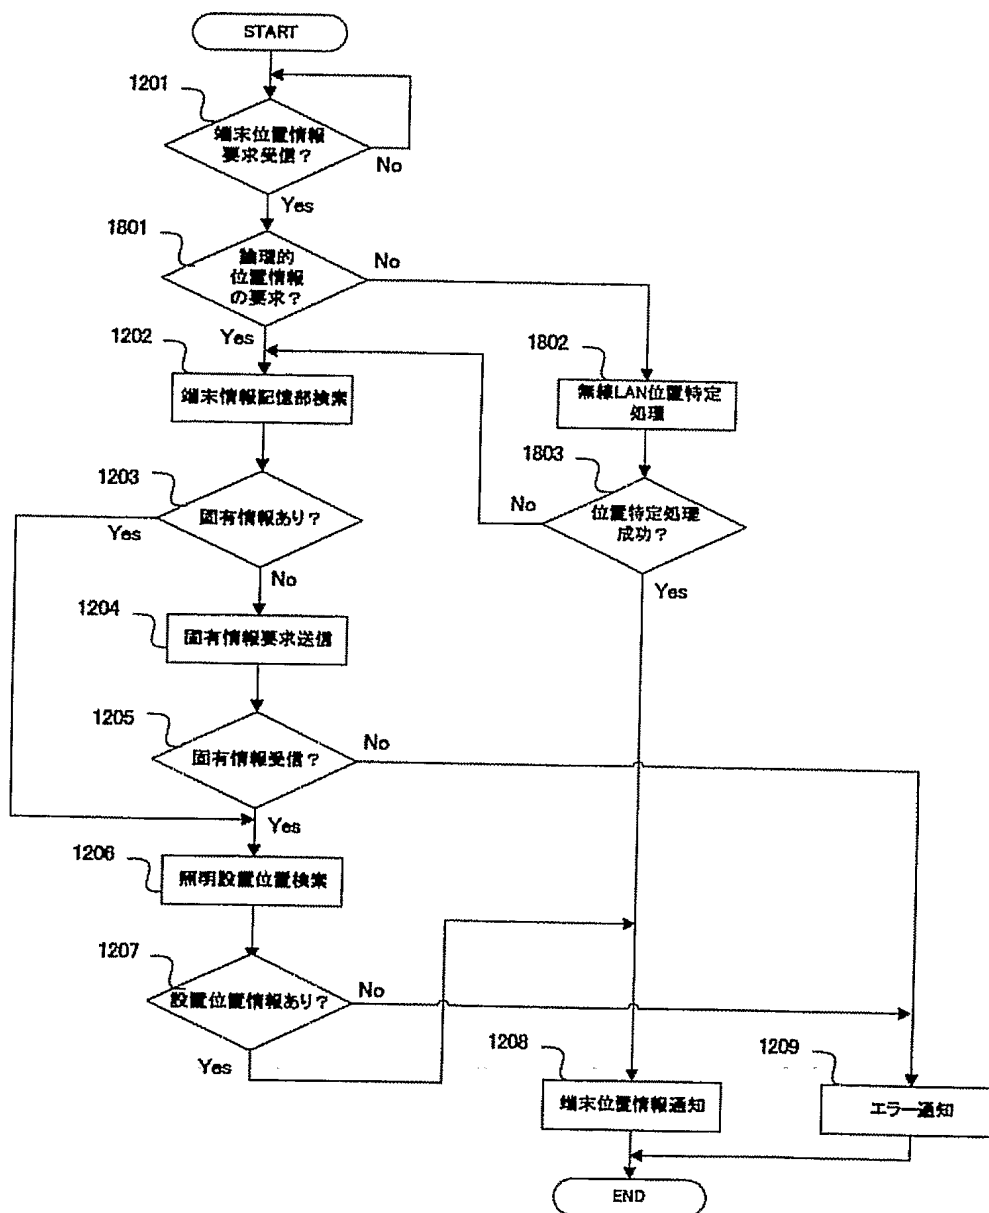 START
1201
端末位置情報
要求受信?
No
Yes
1801
論理的
位置情報
の要求?
No
Yes
1202
端末情報記憶部検索
1802
無線LAN位置特定
処理
1203
固有情報あり?
Yes
No
1803
位置特定処理
成功?
No
Yes
1204
固有情報要求送信
1205
固有情報受信?
No
Yes
1206
照明設置位置検索
1207
設置位置情報あり?
No
Yes
1208
端末位置情報通知
1209
エラー通知
END